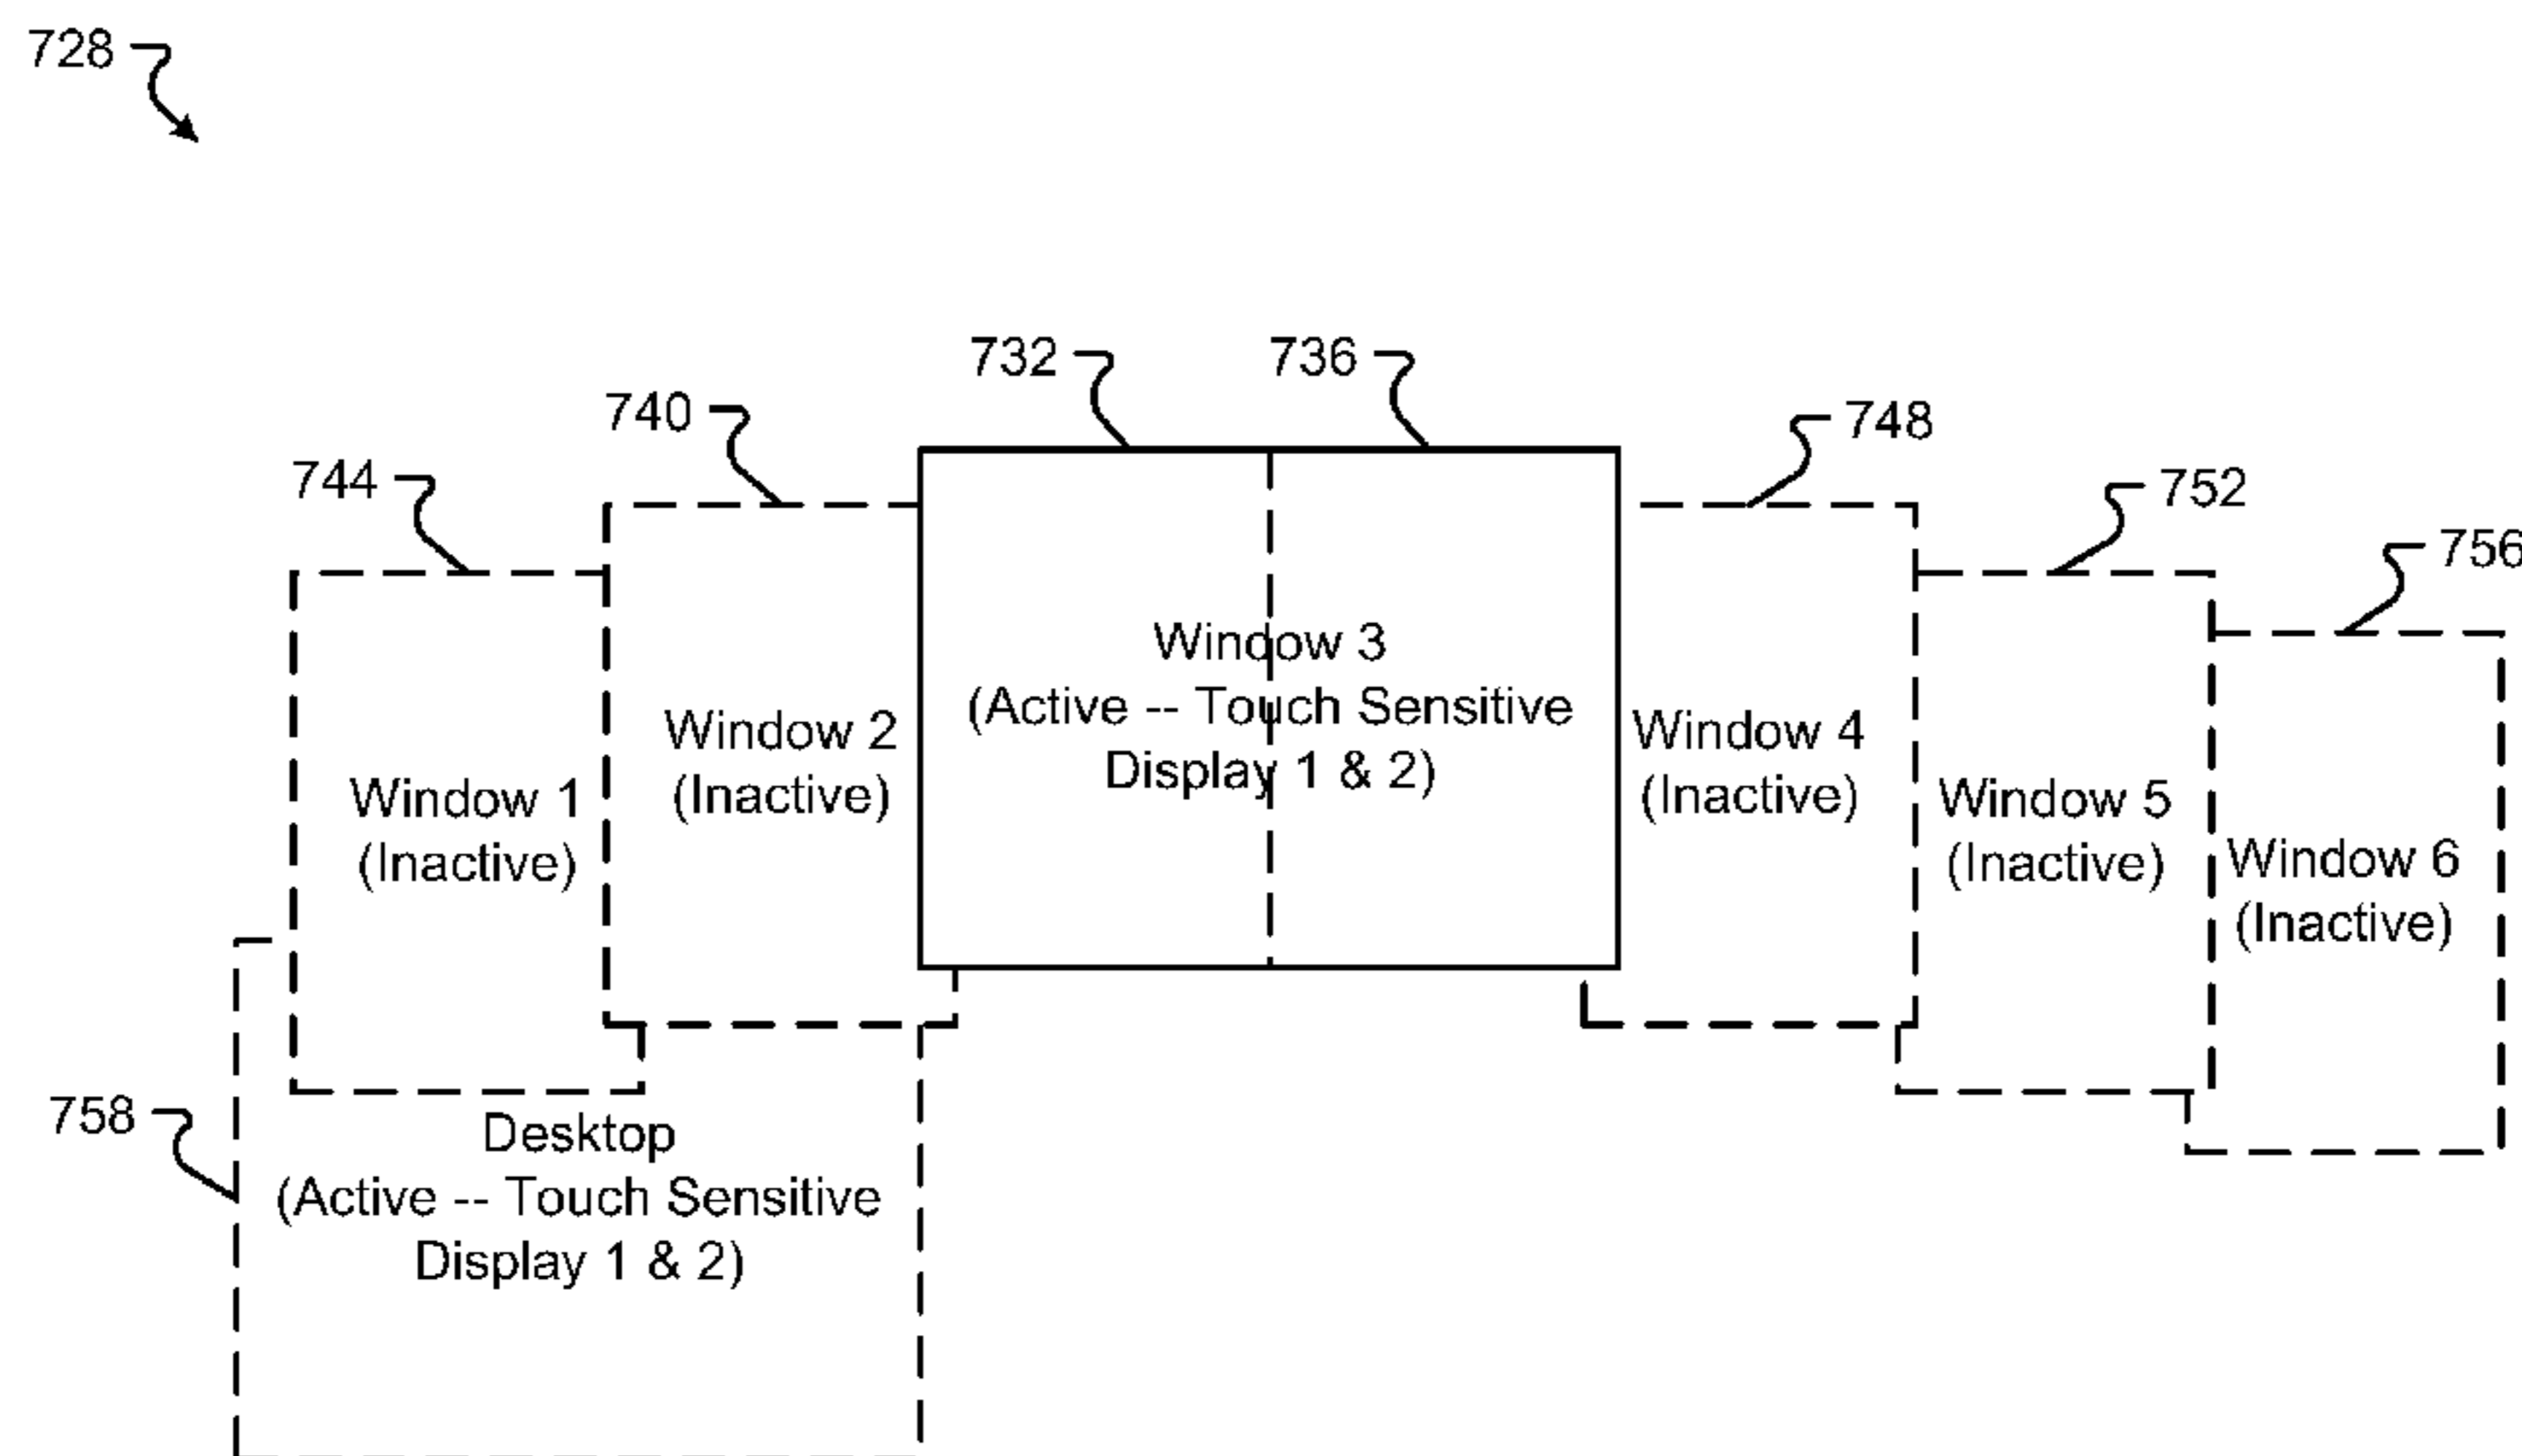 728
732
736
740
748
744
752
756
Window 3
(Active -- Touch Sensitive
Display 1 & 2)
Window 2
(Inactive)
Window 4
(Inactive)
Window 1
(Inactive)
Window 5
(Inactive)
Window 6
(Inactive)
758
Desktop
(Active -- Touch Sensitive
Display 1 & 2)